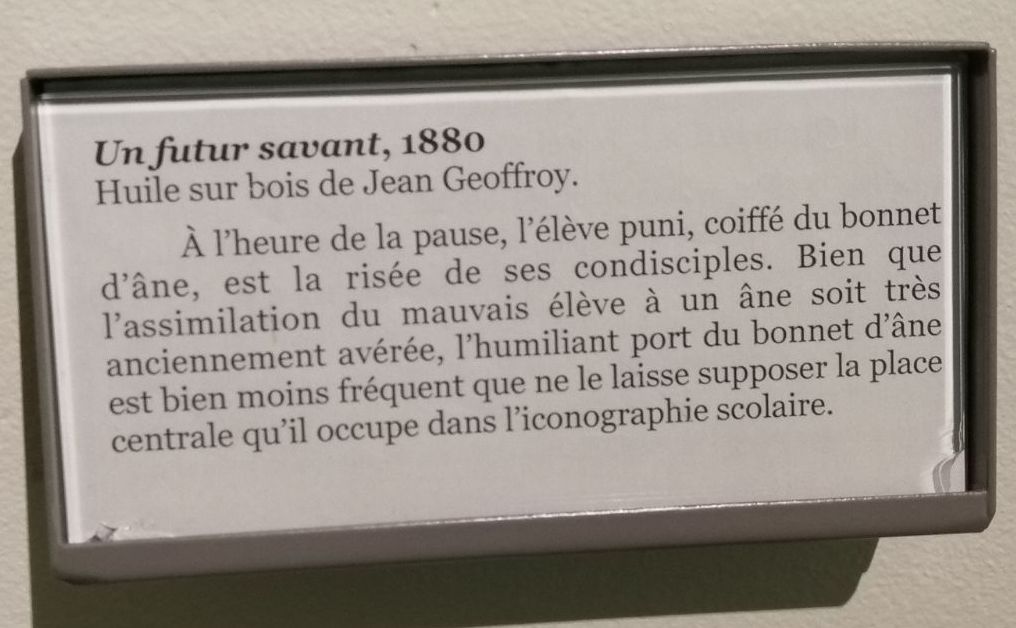 Un futur savant, 1880
Huile sur bois de Jean Geoffroy.
À l'heure de la pause, l'élève puni, coiffé du bonnet
d'âne, est la risée de ses condisciples. Bien que
l'assimilation du mauvais élève à un âne soit très
anciennement avérée, l'humiliant port du bonnet d'âne
est bien moins fréquent que ne le laisse supposer la place
centrale qu'il occupe dans l'iconographie scolaire.